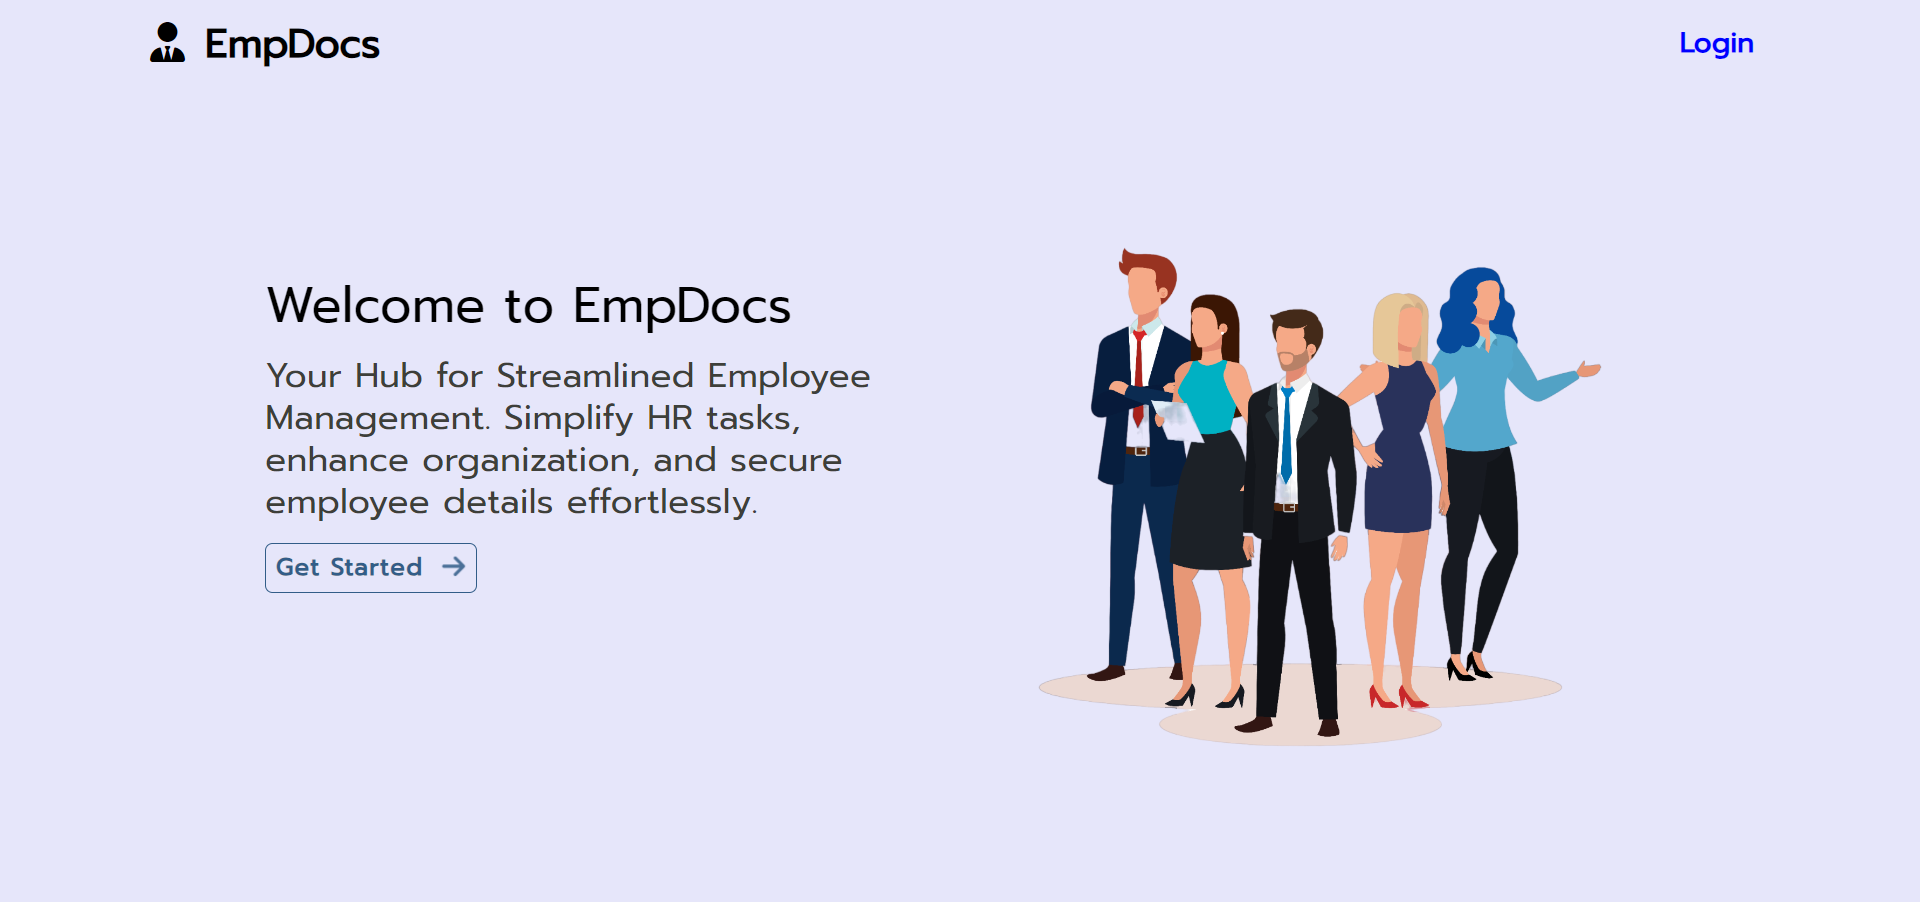 EmpDocs
Login
Welcome to EmpDocs
Your Hub for Streamlined Employee
Management. Simplify HR tasks,
enhance organization, and secure
employee details effortlessly.
Get Started